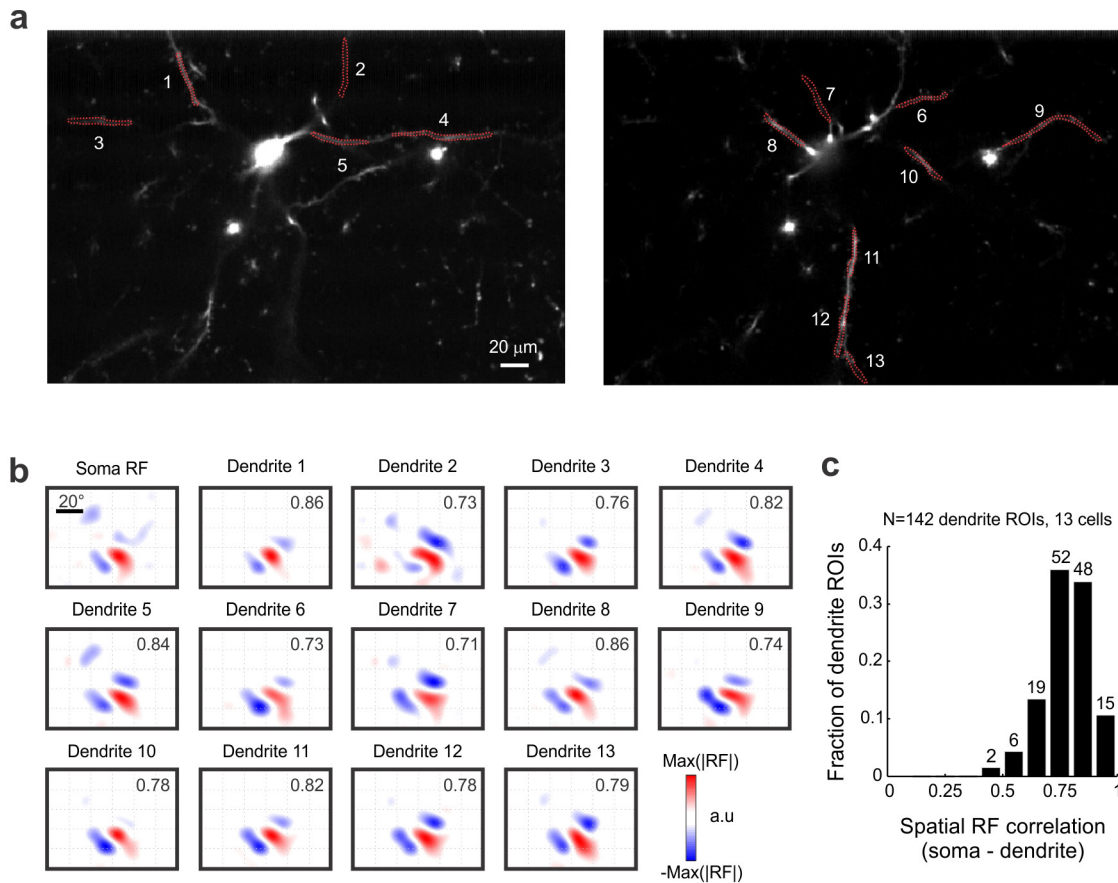 a
1
2
3
4
5
20 μm
6
7
8
9
10
11
12
13
b
Soma RF
Dendrite 1
Dendrite 2
Dendrite 3
Dendrite 4
20°
0.86
0.73
0.76
0.82
Dendrite 5
Dendrite 6
Dendrite 7
Dendrite 8
Dendrite 9
0.84
0.73
0.71
0.86
0.74
Dendrite 10
Dendrite 11
Dendrite 12
Dendrite 13
0.78
0.82
0.78
0.79
Max(|RF|)
a.u
-Max(|RF|)
c
N=142 dendrite ROIs, 13 cells
Fraction of dendrite ROIs
0.4
0.3
0.2
0.1
0
2
6
19
52
48
15
0
0.25
0.5
0.75
1
Spatial RF correlation
(soma - dendrite)